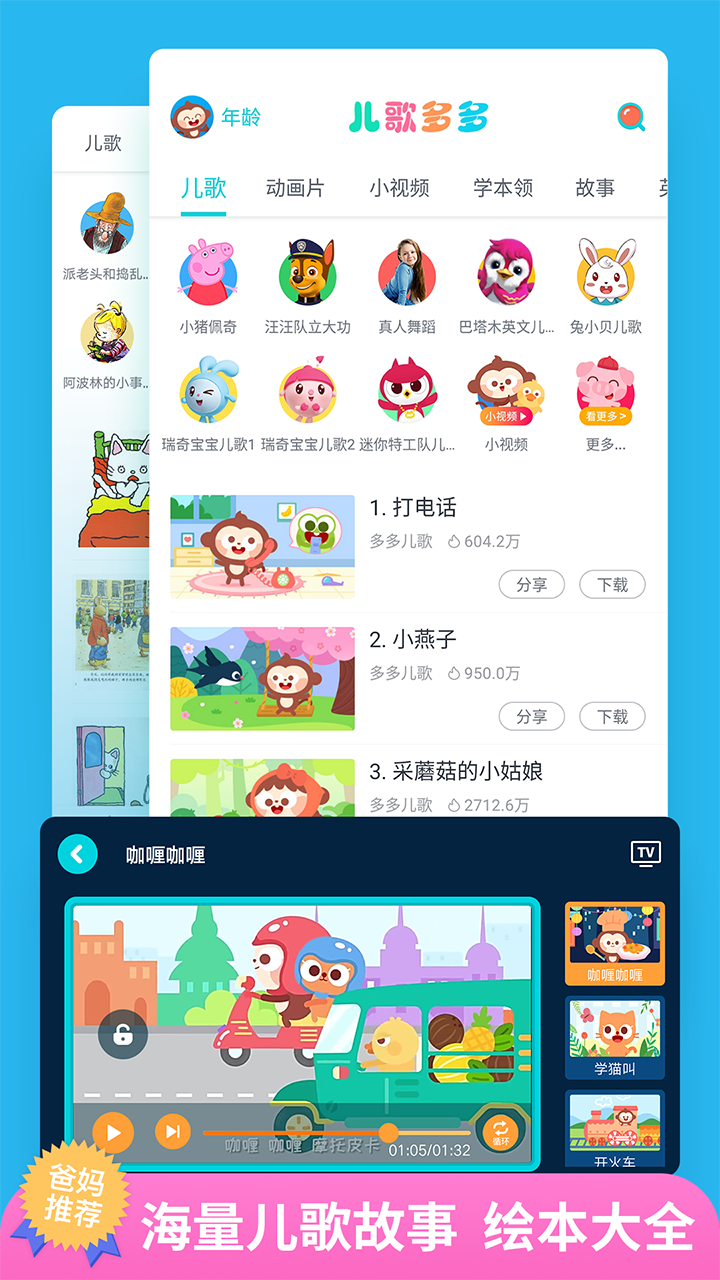 年龄
儿歌多多
儿歌
儿歌 动画片 小视频 学本领 故事
派老头和捣乱...
小猪佩奇 汪汪队立大功 真人舞蹈 巴塔木英文儿... 兔小贝儿歌
阿波林的小事...
小视频 看更多>
瑞奇宝宝儿歌1 瑞奇宝宝儿歌2 迷你特工队儿... 小视频 更多...
1. 打电话
多多儿歌 604.2万
分享 下载
2. 小燕子
多多儿歌 950.0万
分享 下载
3. 采蘑菇的小姑娘
多多儿歌 2712.6万
咖喱咖喱
TV
咖喱咖喱
学猫叫
咖喱 咖喱 摩托皮卡
01:05/01:32
循环
开火车
爸妈
推荐
海量儿歌故事 绘本大全